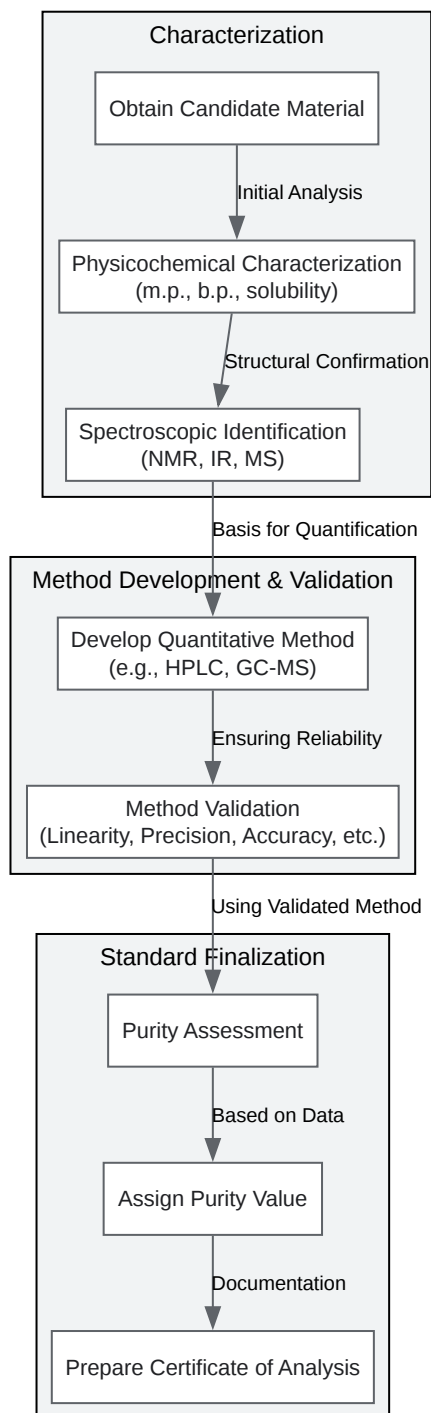 Characterization
Obtain Candidate Material
Initial Analysis
Physicochemical Characterization
(m.p., b.p., solubility)
Structural Confirmation
Spectroscopic Identification
(NMR, IR, MS)
Basis for Quantification
Method Development & Validation
Develop Quantitative Method
(e.g., HPLC, GC-MS)
Ensuring Reliability
Method Validation
(Linearity, Precision, Accuracy, etc.)
Using Validated Method
Standard Finalization
Purity Assessment
Based on Data
Assign Purity Value
Documentation
Prepare Certificate of Analysis